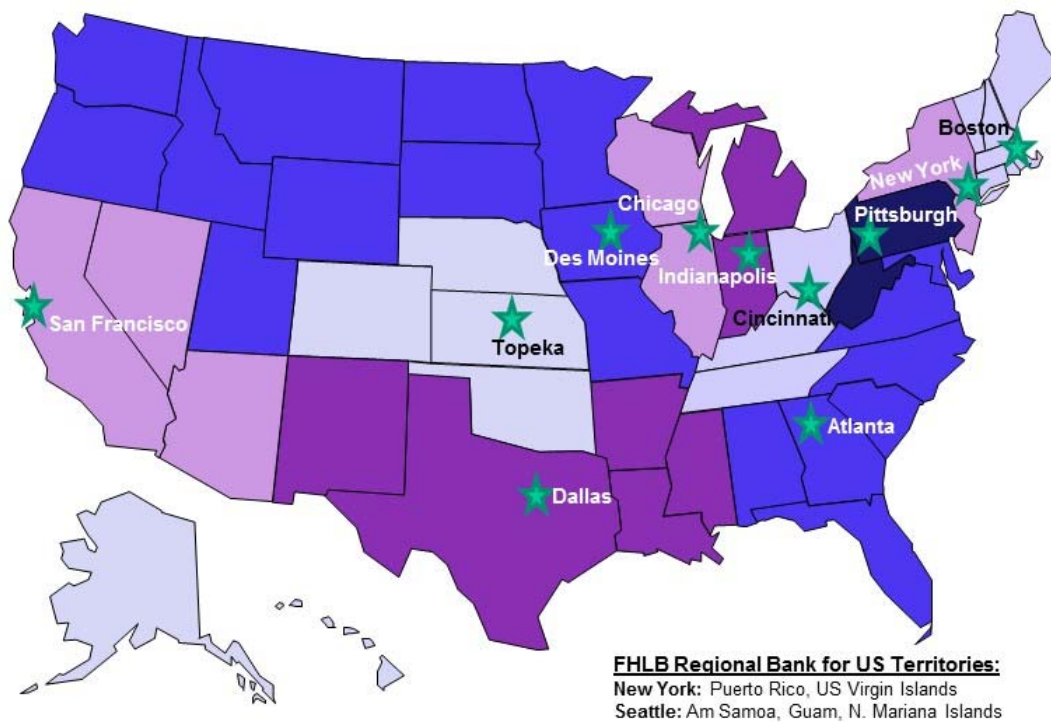 Boston
New York
Chicago
Pittsburgh
Des Moines
Indianapolis
San Francisco
Cincinnati
Topeka
Atlanta
Dallas
FHLB Regional Bank for US Territories:
New York: Puerto Rico, US Virgin Islands
Seattle: Am Samoa, Guam, N. Mariana Islands